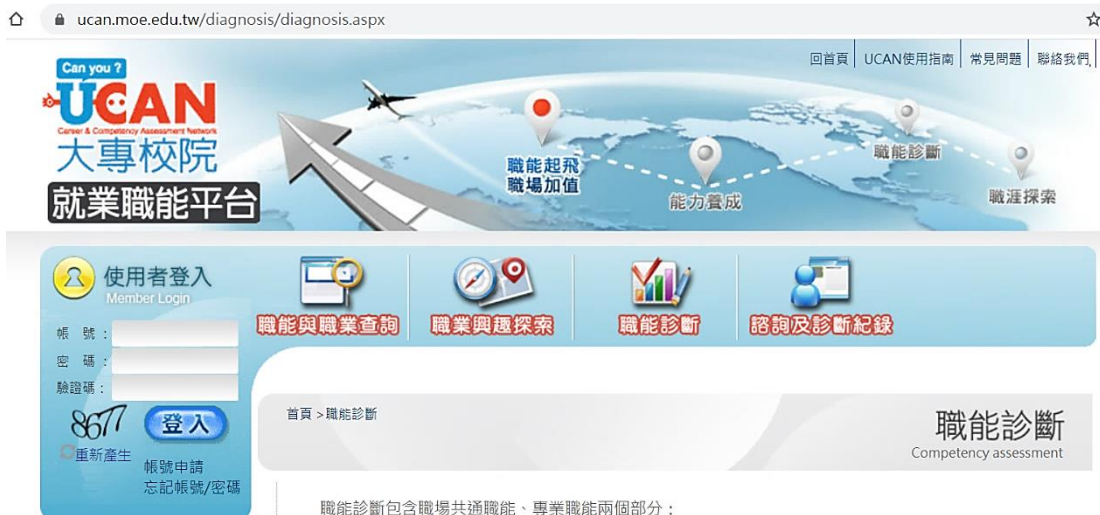 ucan.moe.edu.tw/diagnosis/diagnosis.aspx
回首頁 UCAN使用指南 常見問題 聯絡我們
Can you ?
UCAN
Career & Competency Assessment Network
大專校院
就業職能平台
職能起飛
職場加值
能力養成
職能診斷
職涯探索
使用者登入
Member Login
職能與職業查詢 職業興趣探索 職能診斷 諮詢及診斷紀錄
帳 號：
密 碼：
驗證碼：
8677 登入
重新產生
帳號申請
忘記帳號/密碼
首頁 >職能診斷
職能診斷
Competency assessment
職能診斷包含職場共通職能、專業職能兩個部分：